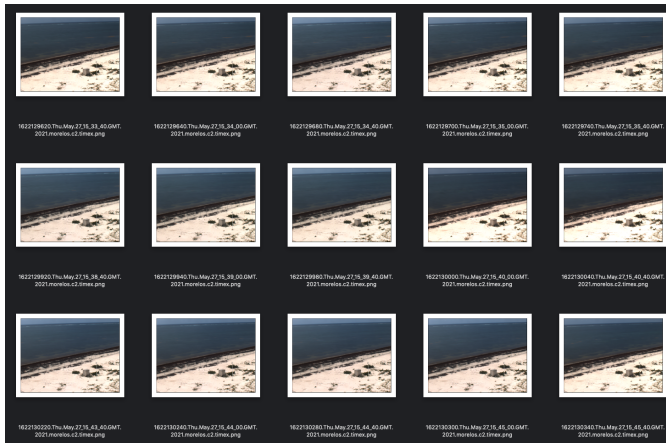 1622129620.Thu.May.27_15_33_40.GMT.
2021.morelos.c2.timex.png
1622129640.Thu.May.27_15_34_00.GMT.
2021.morelos.c2.timex.png
1622129680.Thu.May.27_15_34_40.GMT.
2021.morelos.c2.timex.png
1622129700.Thu.May.27_15_35_00.GMT.
2021.morelos.c2.timex.png
1622129740.Thu.May.27_15_35_40.GMT.
2021.morelos.c2.timex.png
1622129920.Thu.May.27_15_38_40.GMT.
2021.morelos.c2.timex.png
1622129940.Thu.May.27_15_39_00.GMT.
2021.morelos.c2.timex.png
1622129980.Thu.May.27_15_39_40.GMT.
2021.morelos.c2.timex.png
1622130000.Thu.May.27_15_40_00.GMT.
2021.morelos.c2.timex.png
1622130040.Thu.May.27_15_40_40.GMT.
2021.morelos.c2.timex.png
1622130220.Thu.May.27_15_43_40.GMT.
2021.morelos.c2.timex.png
1622130240.Thu.May.27_15_44_00.GMT.
2021.morelos.c2.timex.png
1622130280.Thu.May.27_15_44_40.GMT.
2021.morelos.c2.timex.png
1622130300.Thu.May.27_15_45_00.GMT.
2021.morelos.c2.timex.png
1622130340.Thu.May.27_15_45_40.GMT.
2021.morelos.c2.timex.png